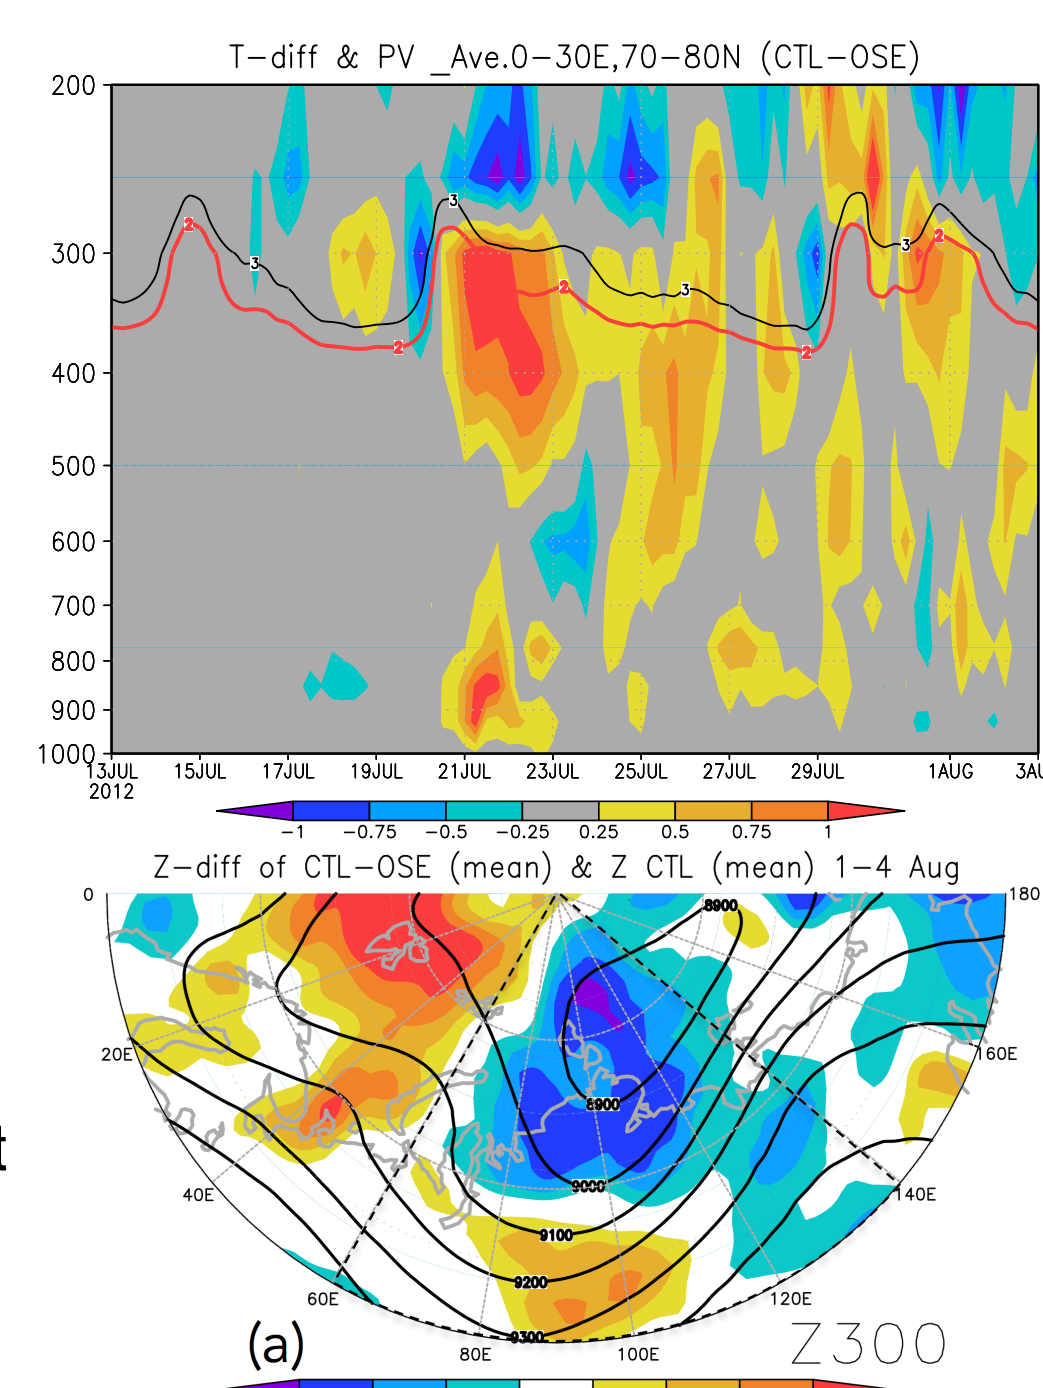 T-diff & PV _Ave.0-30E,70-80N (CTL-OSE)
200
300
400
500
600
700
800
900
1000
2
3
3
2
3
2
3
2
3
2
13JUL 15JUL 17JUL 19JUL 21JUL 23JUL 25JUL 27JUL 29JUL 1AUG 3AU
2012
-1 -0.75 -0.5 -0.25 0.25 0.5 0.75 1
Z-diff of CTL-OSE (mean) & Z CTL (mean) 1-4 Aug
0 8900 180
20E 160E
8900
t
40E 9000 140E
9100
9200
60E 120E
9300
(a) 80E 100E Z300